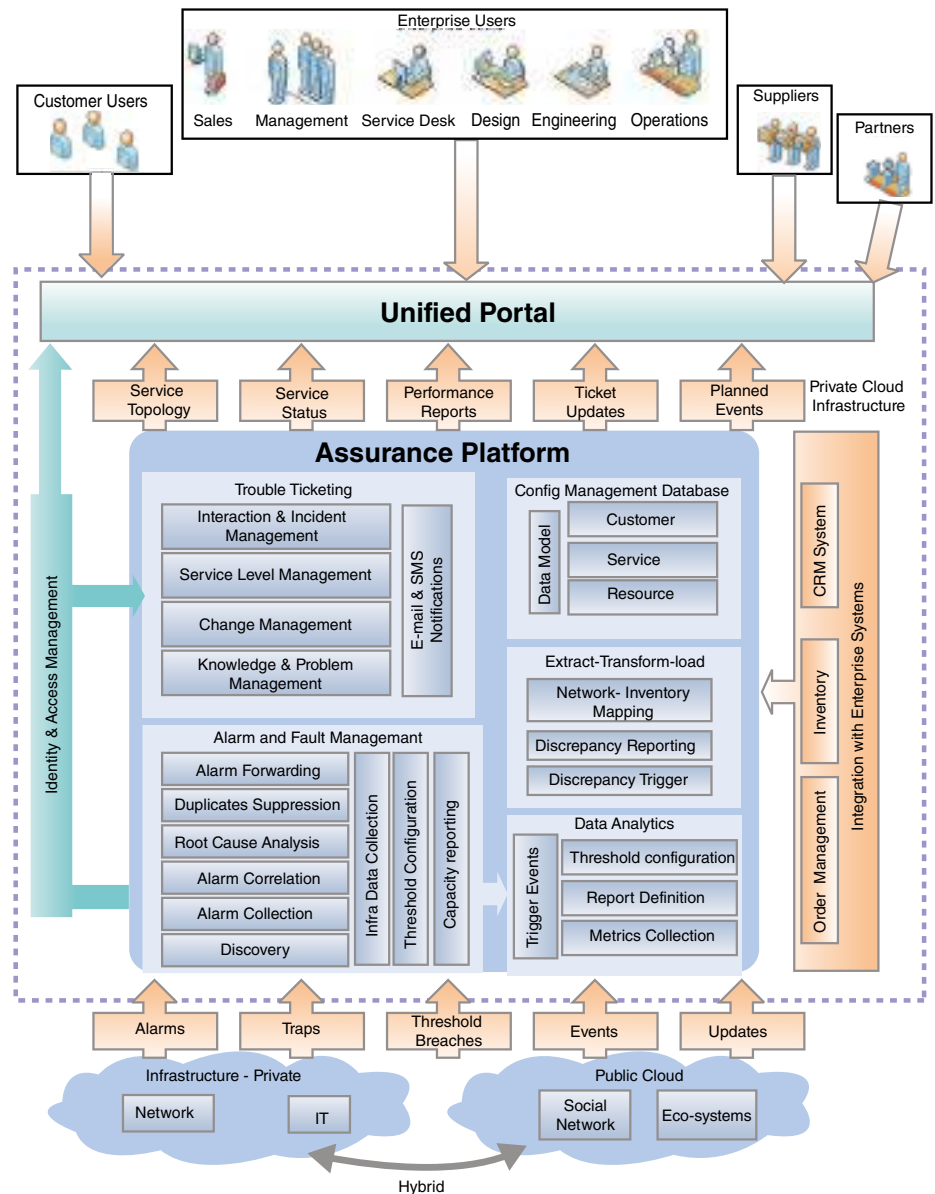 Enterprise Users
Sales
Management
Service Desk
Design
Engineering
Operations
Customer Users
Suppliers
Partners
Unified Portal
Service
Topology
Service
Status
Performance
Reports
Ticket
Updates
Planned
Events
Private Cloud
Infrastructure
Assurance Platform
Trouble Ticketing
Interaction & Incident
Management
Service Level Management
Change Management
Knowledge & Problem
Management
E-mail & SMS
Notifications
Config Management Database
Data Model
Customer
Service
Resource
Extract-Transform-load
Network- Inventory
Mapping
Discrepancy Reporting
Discrepancy Trigger
Alarm and Fault Managemant
Alarm Forwarding
Duplicates Suppression
Root Cause Analysis
Alarm Correlation
Alarm Collection
Discovery
Infra Data Collection
Threshold Configuration
Capacity reporting
Data Analytics
Trigger Events
Threshold configuration
Report Definition
Metrics Collection
Identity & Access Management
CRM System
Inventory
Order Management
Integration with Enterprise Systems
Alarms
Traps
Threshold
Breaches
Events
Updates
Infrastructure - Private
Network
IT
Public Cloud
Social
Network
Eco-systems
Hybrid